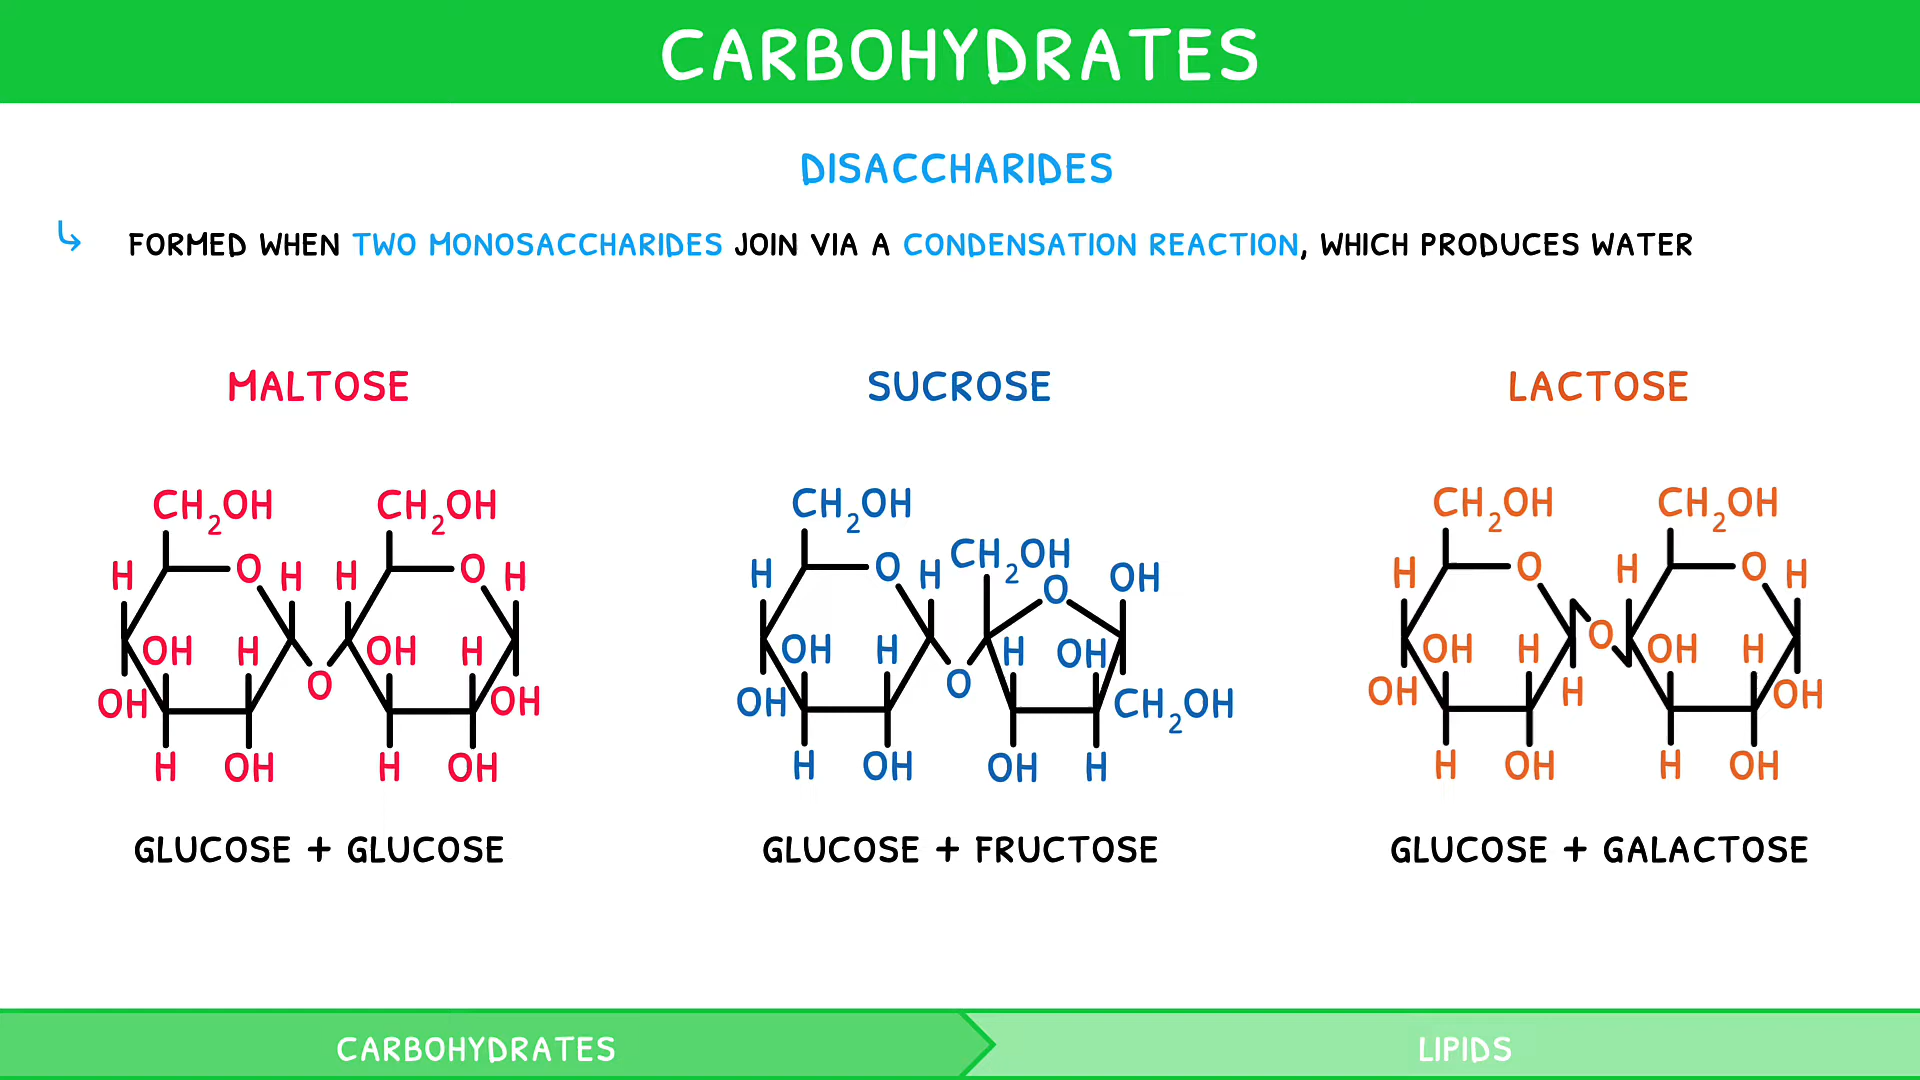 CARBOHYDRATES
DISACCHARIDES
FORMED WHEN TWO MONOSACCHARIDES JOIN VIA A CONDENSATION REACTION, WHICH PRODUCES WATER
MALTOSE
CH₂OH CH₂OH
H O H H O H
OH H OH H
OH O OH
H OH H OH
GLUCOSE + GLUCOSE
SUCROSE
CH₂OH
CH₂OH
H O H O OH
OH H H OH
OH O CH₂OH
H OH OH H
GLUCOSE + FRUCTOSE
LACTOSE
CH₂OH CH₂OH
H O H O H
OH H O OH H
OH H OH
H OH H OH
GLUCOSE + GALACTOSE
CARBOHYDRATES
LIPIDS